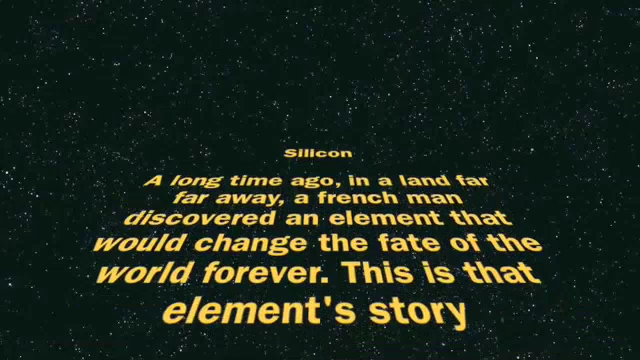 Silicon
A long time ago, in a land far
far away, a french man
discovered an element that
would change the fate of the
world forever. This is that
element's story